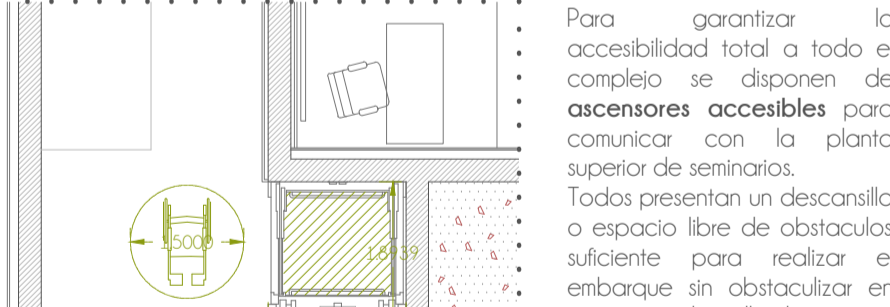 Para garantizar la
accesibilidad total a todo e
complejo se disponen de
ascensores accesibles para
comunicar con la planta
superior de seminarios.
Todos presentan un descansillo
o espacio libre de obstaculos
suficiente para realizar e
embarque sin obstaculizar en
1.5000
1.8939